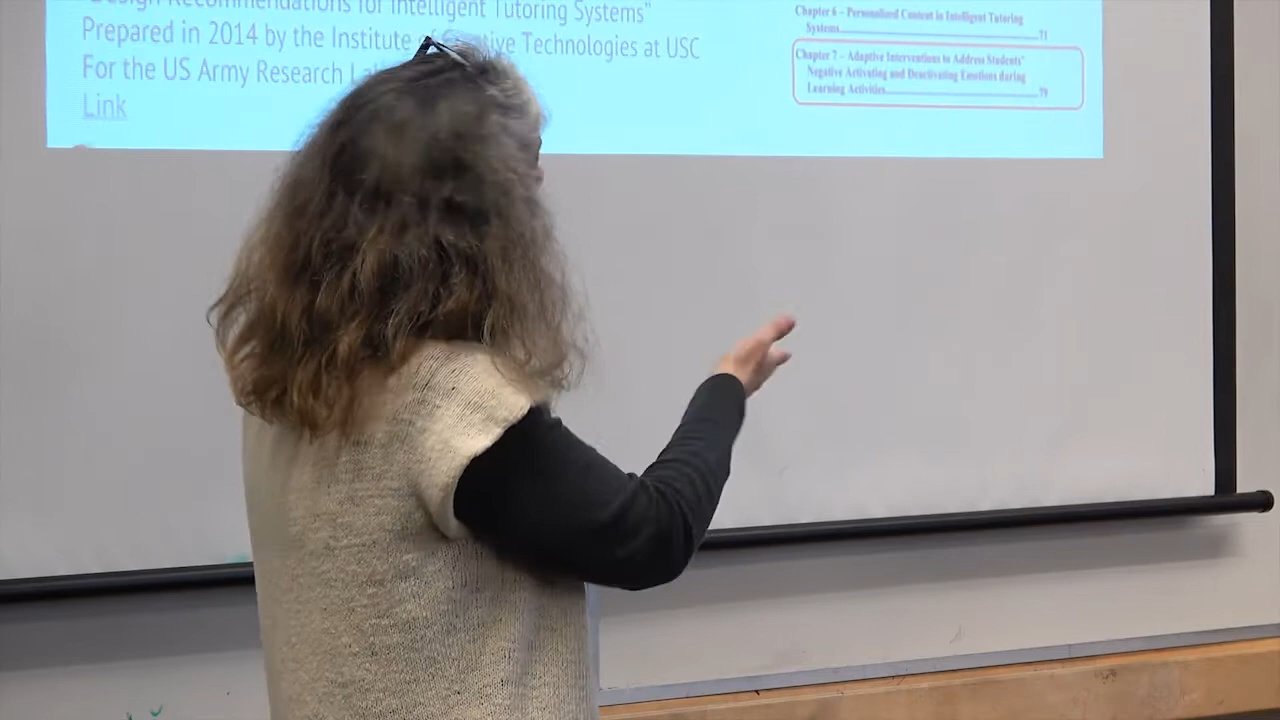 Design Recommendations for Intelligent Tutoring Systems"
Prepared in 2014 by the Institute of Creative Technologies at USC
For the US Army Research
Link
Chapter 6 – Personalized Content in Intelligent Tutoring
Systems 71
Chapter 7 – Adaptive Interventions to Address Students'
Negative Activating and Deactivating Emotions during
Learning Activities 79